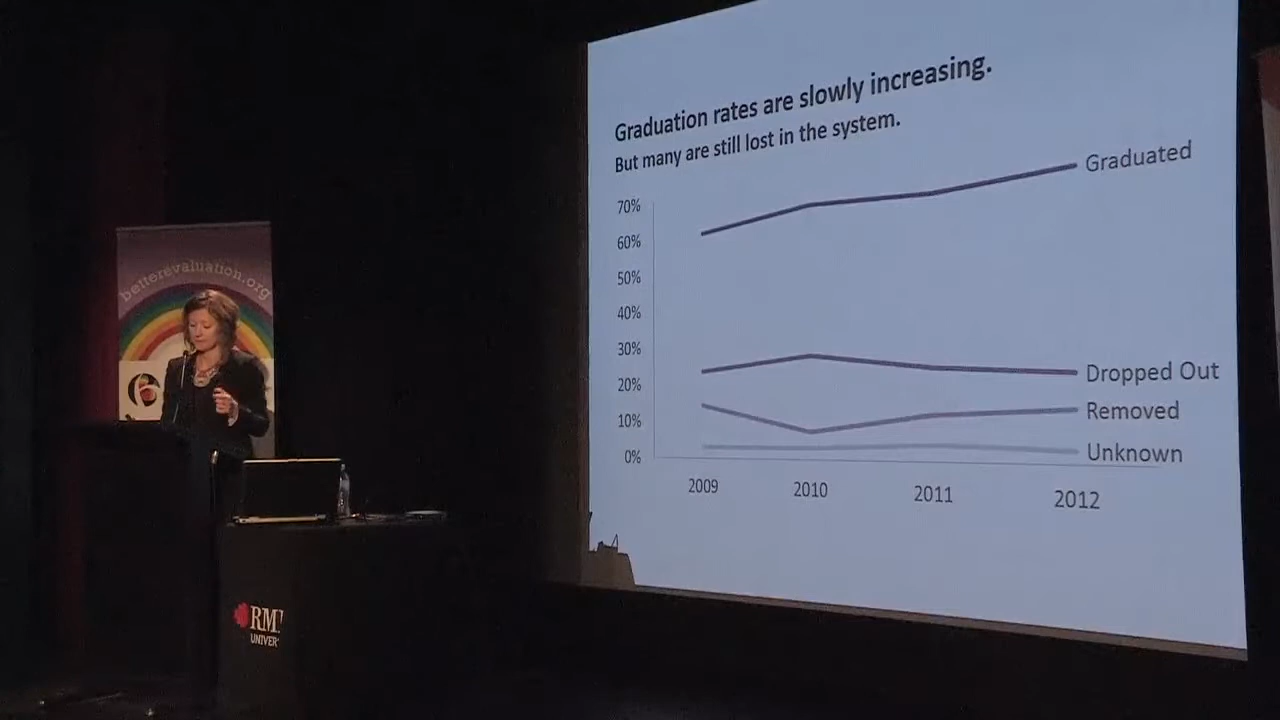 Graduation rates are slowly increasing.
But many are still lost in the system.
Graduated
70%
60%
50%
40%
30%
20%
10%
0%
Dropped Out
Removed
Unknown
2009 2010 2011 2012
betterevaluation.org
RMI
UNIVER